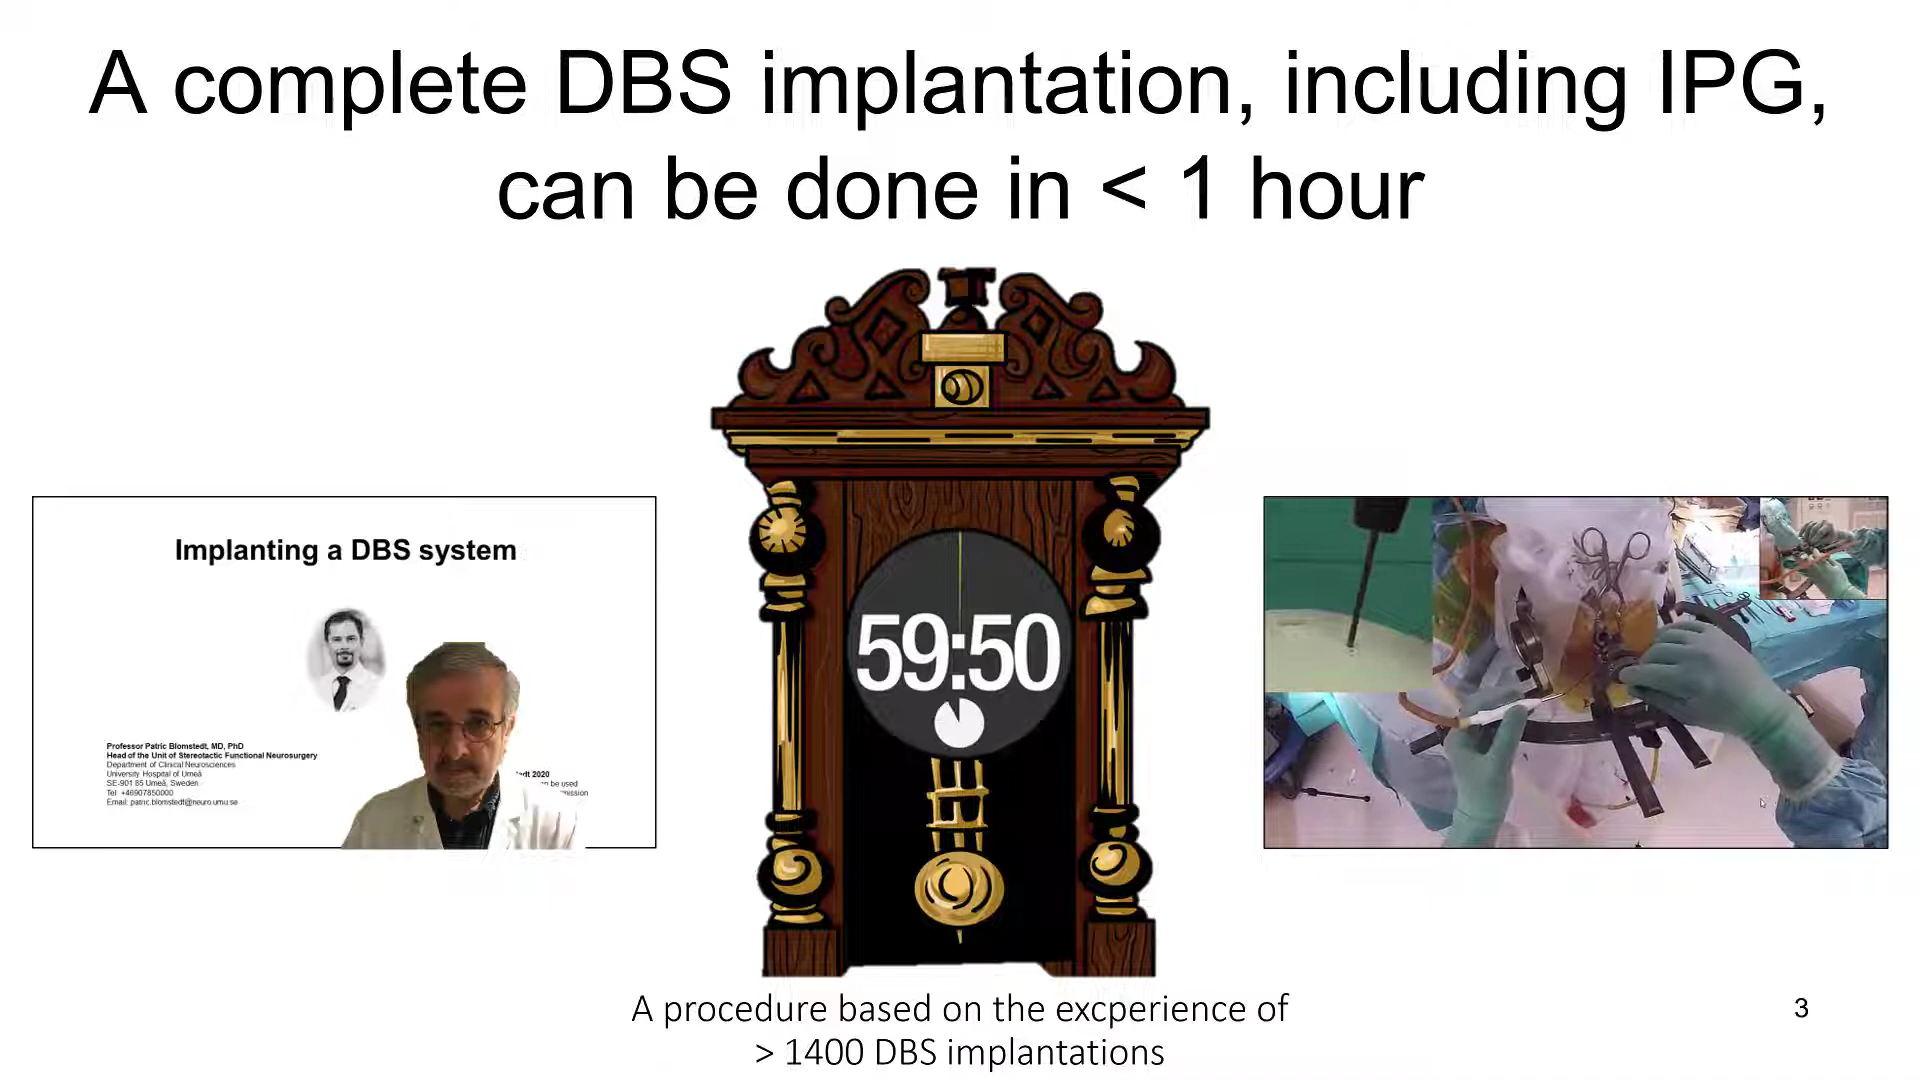 A complete DBS implantation, including IPG,
can be done in < 1 hour
Implanting a DBS system
Professor Patric Blomstedt, MD, PhD
Head of the Unit of Stereotactic Functional Neurosurgery
Department of Clinical Neurosciences
University Hospital of Umeå
SE-901 85 Umeå, Sweden
Tel +46907850000
Email: patric.blomstedt@neuro.umu.se
2020
be used
59:50
A procedure based on the excperience of
> 1400 DBS implantations
3